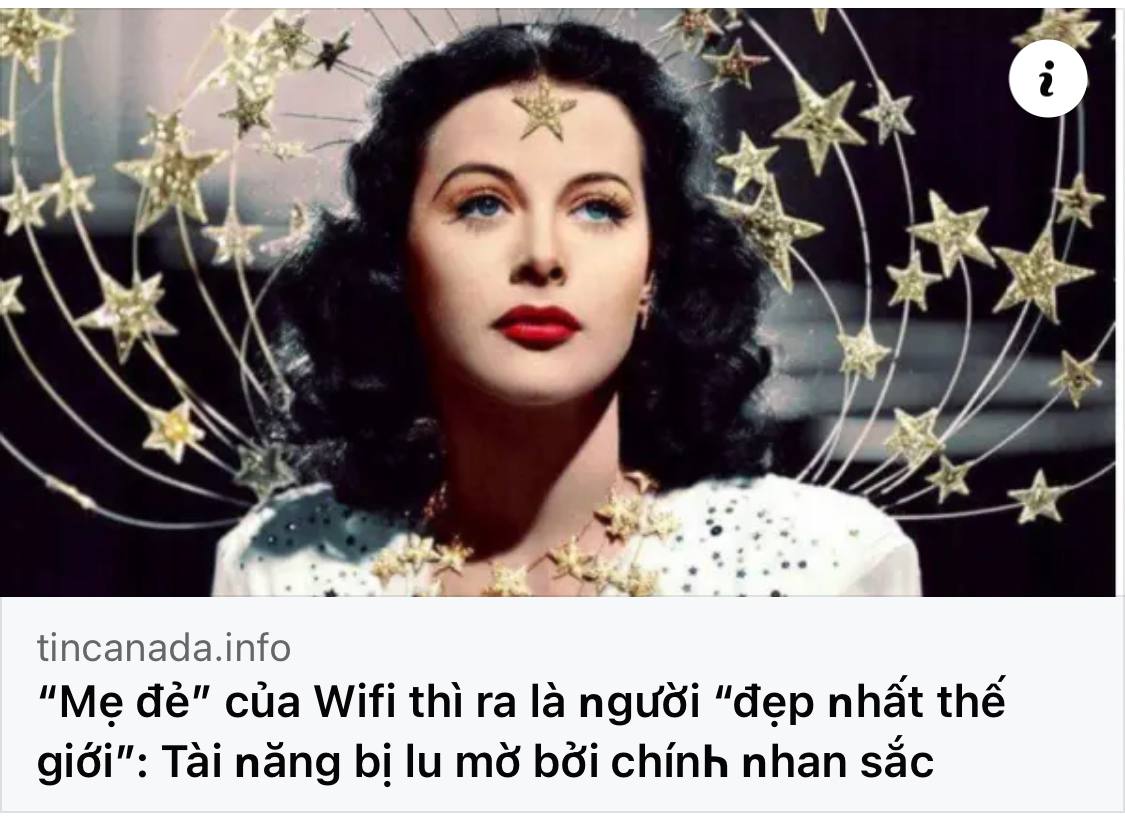 tincanada.info
“Mẹ đẻ” của Wifi thì ra là người “đẹp nhất thế
giới”: Tài năng bị lu mờ bởi chính nhan sắc